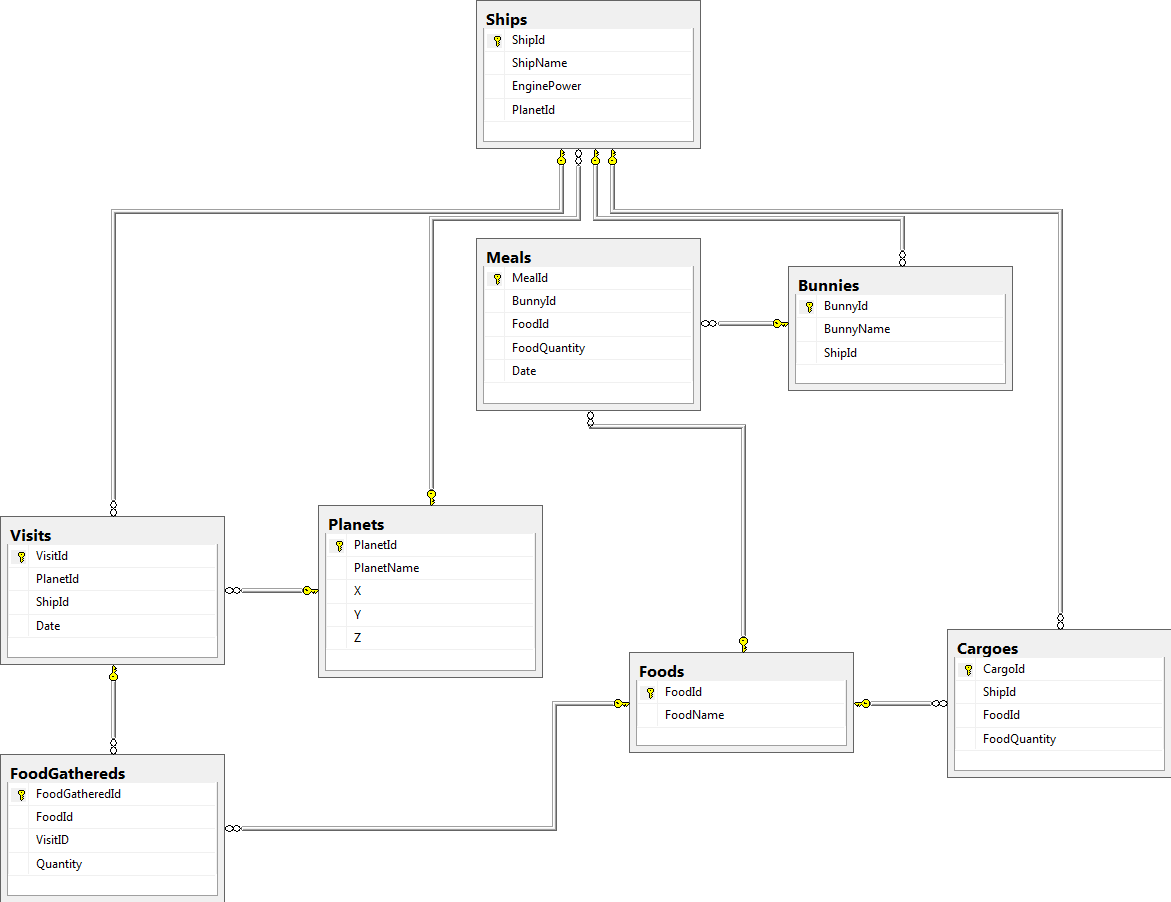 Ships
ShipId
ShipName
EnginePower
PlanetId
Meals
MealId
BunnyId
FoodId
FoodQuantity
Date
Bunnies
BunnyId
BunnyName
ShipId
Visits
VisitId
PlanetId
ShipId
Date
Planets
PlanetId
PlanetName
X
Y
Z
Foods
FoodId
FoodName
Cargoes
CargoId
ShipId
FoodId
FoodQuantity
FoodGathereds
FoodGatheredId
FoodId
VisitID
Quantity